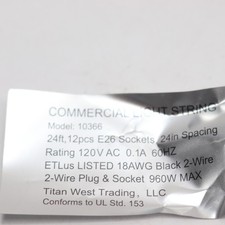 COMMERCIAL LIGHT STRING
Model: 10366
24ft,12pcs E26 Sockets, 24in Spacing
Rating 120V AC 0.1A 60HZ
ETLus LISTED 18AWG Black 2-Wire
2-Wire Plug & Socket 960W MAX
Titan West Trading, LLC
Conforms to UL Std. 153